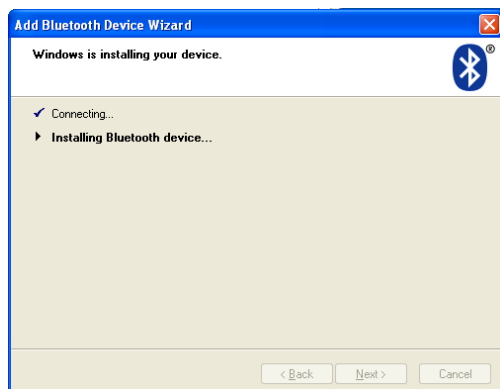 Add Bluetooth Device Wizard
Windows is installing your device.
®
Connecting...
Installing Bluetooth device...
< Back Next > Cancel